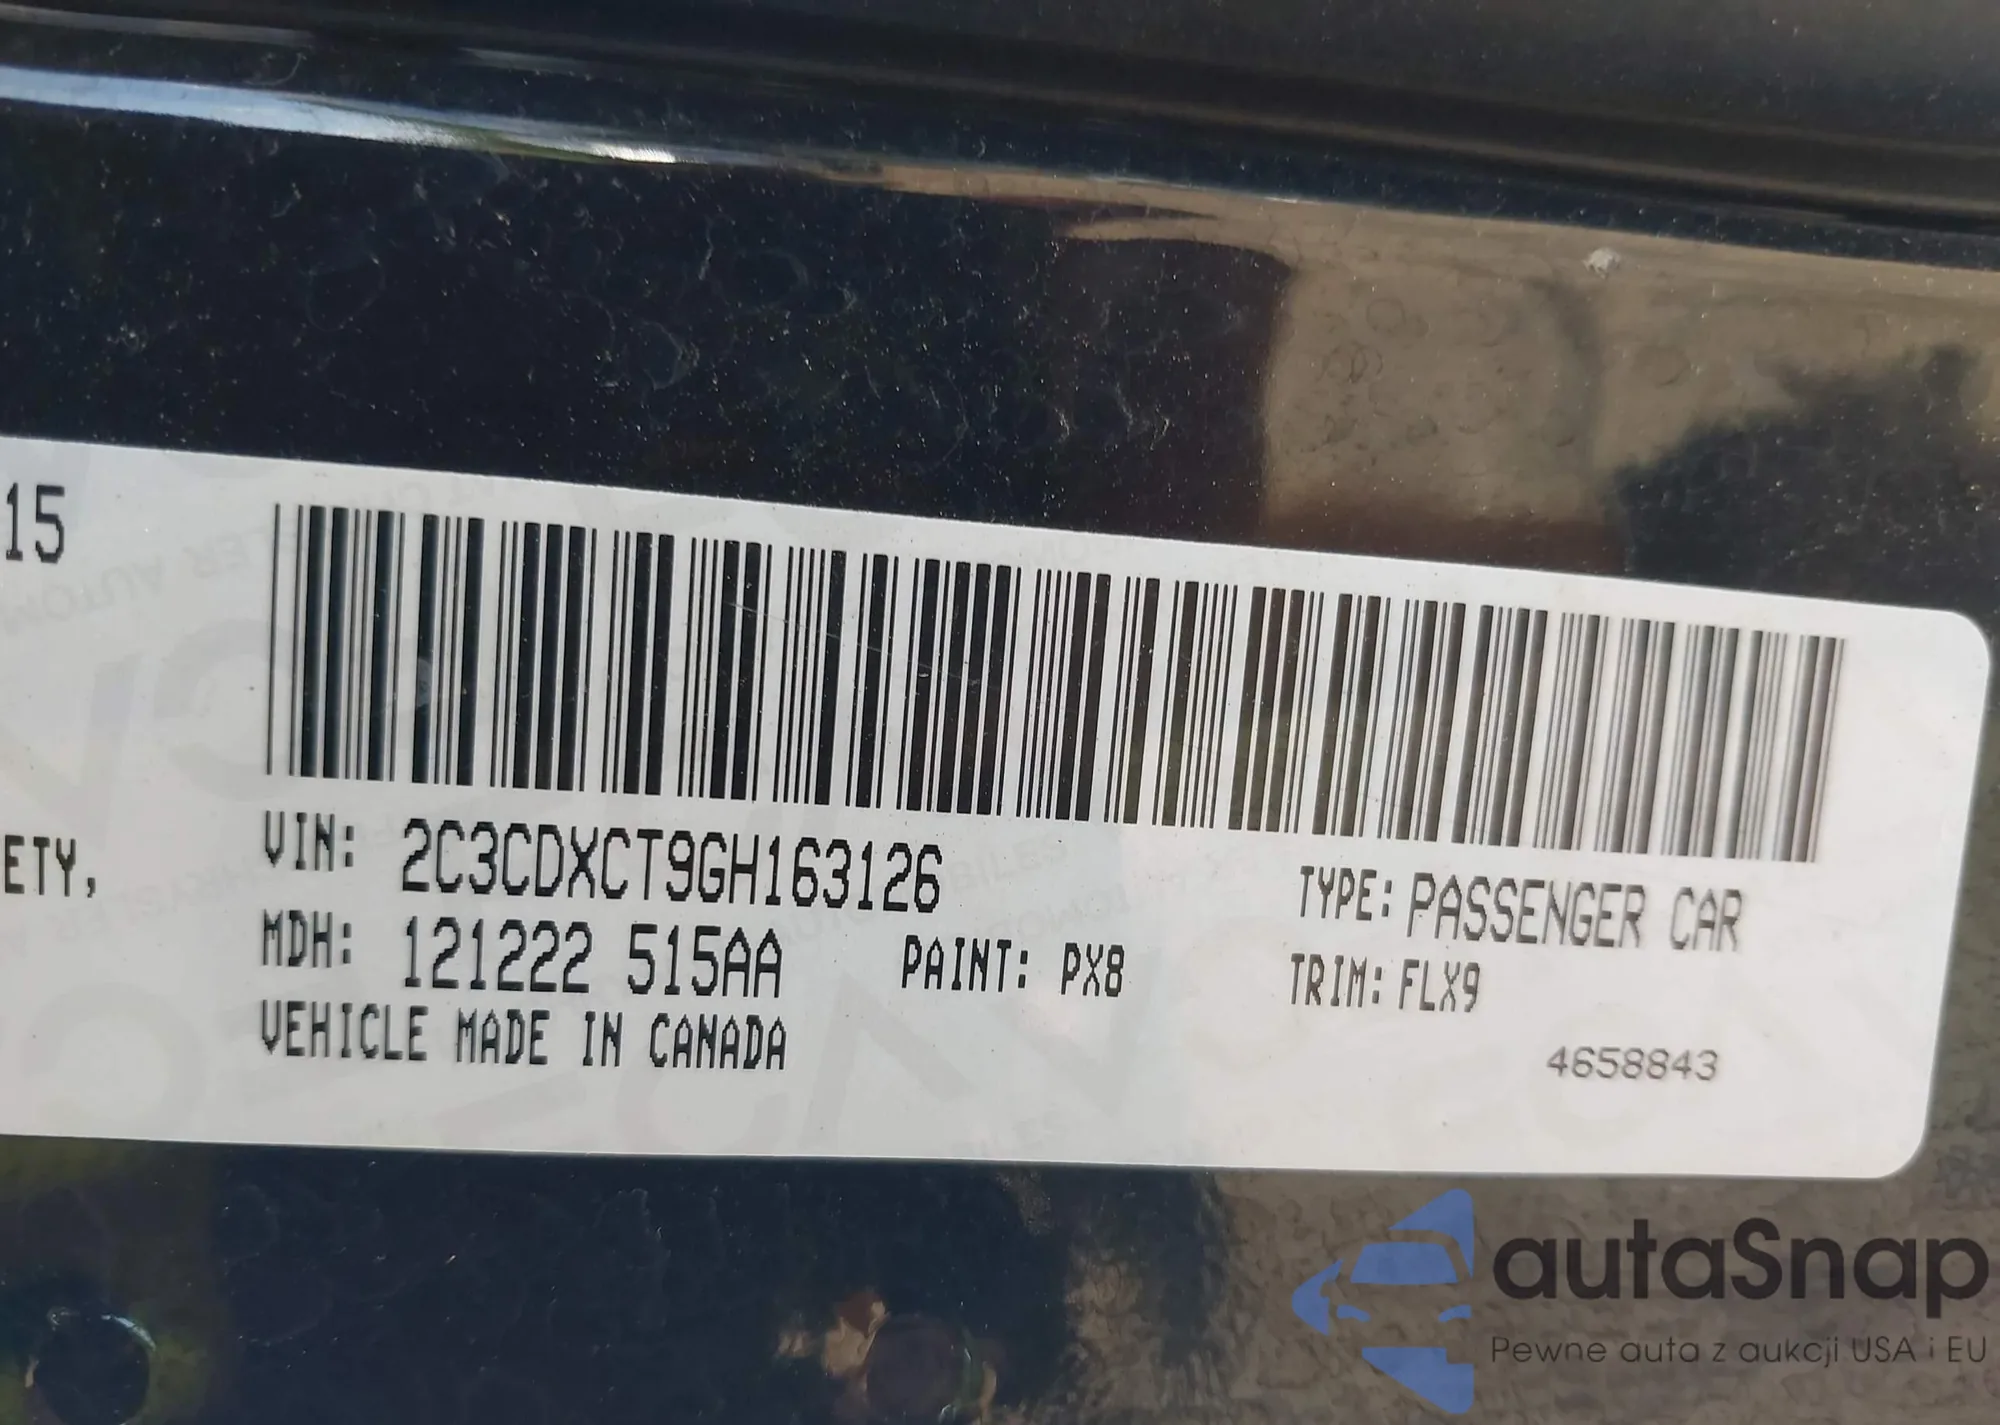 15
ETY,
VIN: 2C3CDXCT9GH163126
TYPE: PASSENGER CAR
MDH: 121222 515AA
PAINT: PX8
TRIM: FLX9
VEHICLE MADE IN CANADA
4658843
autaSnap
Pewne auta z aukcji USA i EU